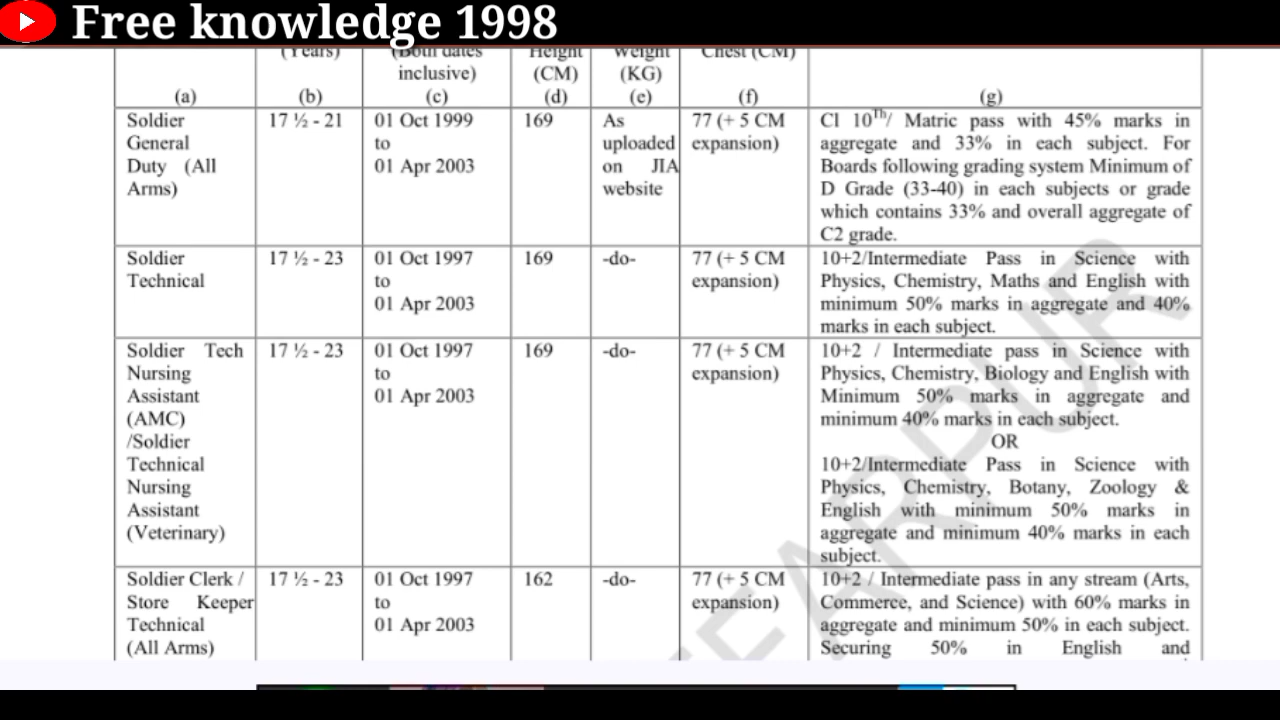 Free knowledge 1998
(Years)
(Both dates
inclusive)
Height
(CM)
Weight
(KG)
Chest (CM)
(a)
(b)
(c)
(d)
(e)
(f)
(g)
Soldier
General
Duty (All
Arms)
17 ½ - 21
01 Oct 1999
to
01 Apr 2003
169
As
uploaded
on JIA
website
77 (+ 5 CM
expansion)
Cl 10Th/ Matric pass with 45% marks in
aggregate and 33% in each subject. For
Boards following grading system Minimum of
D Grade (33-40) in each subjects or grade
which contains 33% and overall aggregate of
C2 grade.
Soldier
Technical
17 ½ - 23
01 Oct 1997
to
01 Apr 2003
169
-do-
77 (+ 5 CM
expansion)
10+2/Intermediate Pass in Science with
Physics, Chemistry, Maths and English with
minimum 50% marks in aggregate and 40%
marks in each subject.
Soldier Tech
Nursing
Assistant
(AMC)
/Soldier
Technical
Nursing
Assistant
(Veterinary)
17 ½ - 23
01 Oct 1997
to
01 Apr 2003
169
-do-
77 (+ 5 CM
expansion)
10+2 / Intermediate pass in Science with
Physics, Chemistry, Biology and English with
Minimum 50% marks in aggregate and
minimum 40% marks in each subject.
OR
10+2/Intermediate Pass in Science with
Physics, Chemistry, Botany, Zoology &
English with minimum 50% marks in
aggregate and minimum 40% marks in each
subject.
Soldier Clerk /
Store Keeper
Technical
(All Arms)
17 ½ - 23
01 Oct 1997
to
01 Apr 2003
162
-do-
77 (+ 5 CM
expansion)
10+2 / Intermediate pass in any stream (Arts,
Commerce, and Science) with 60% marks in
aggregate and minimum 50% in each subject.
Securing 50% in English and